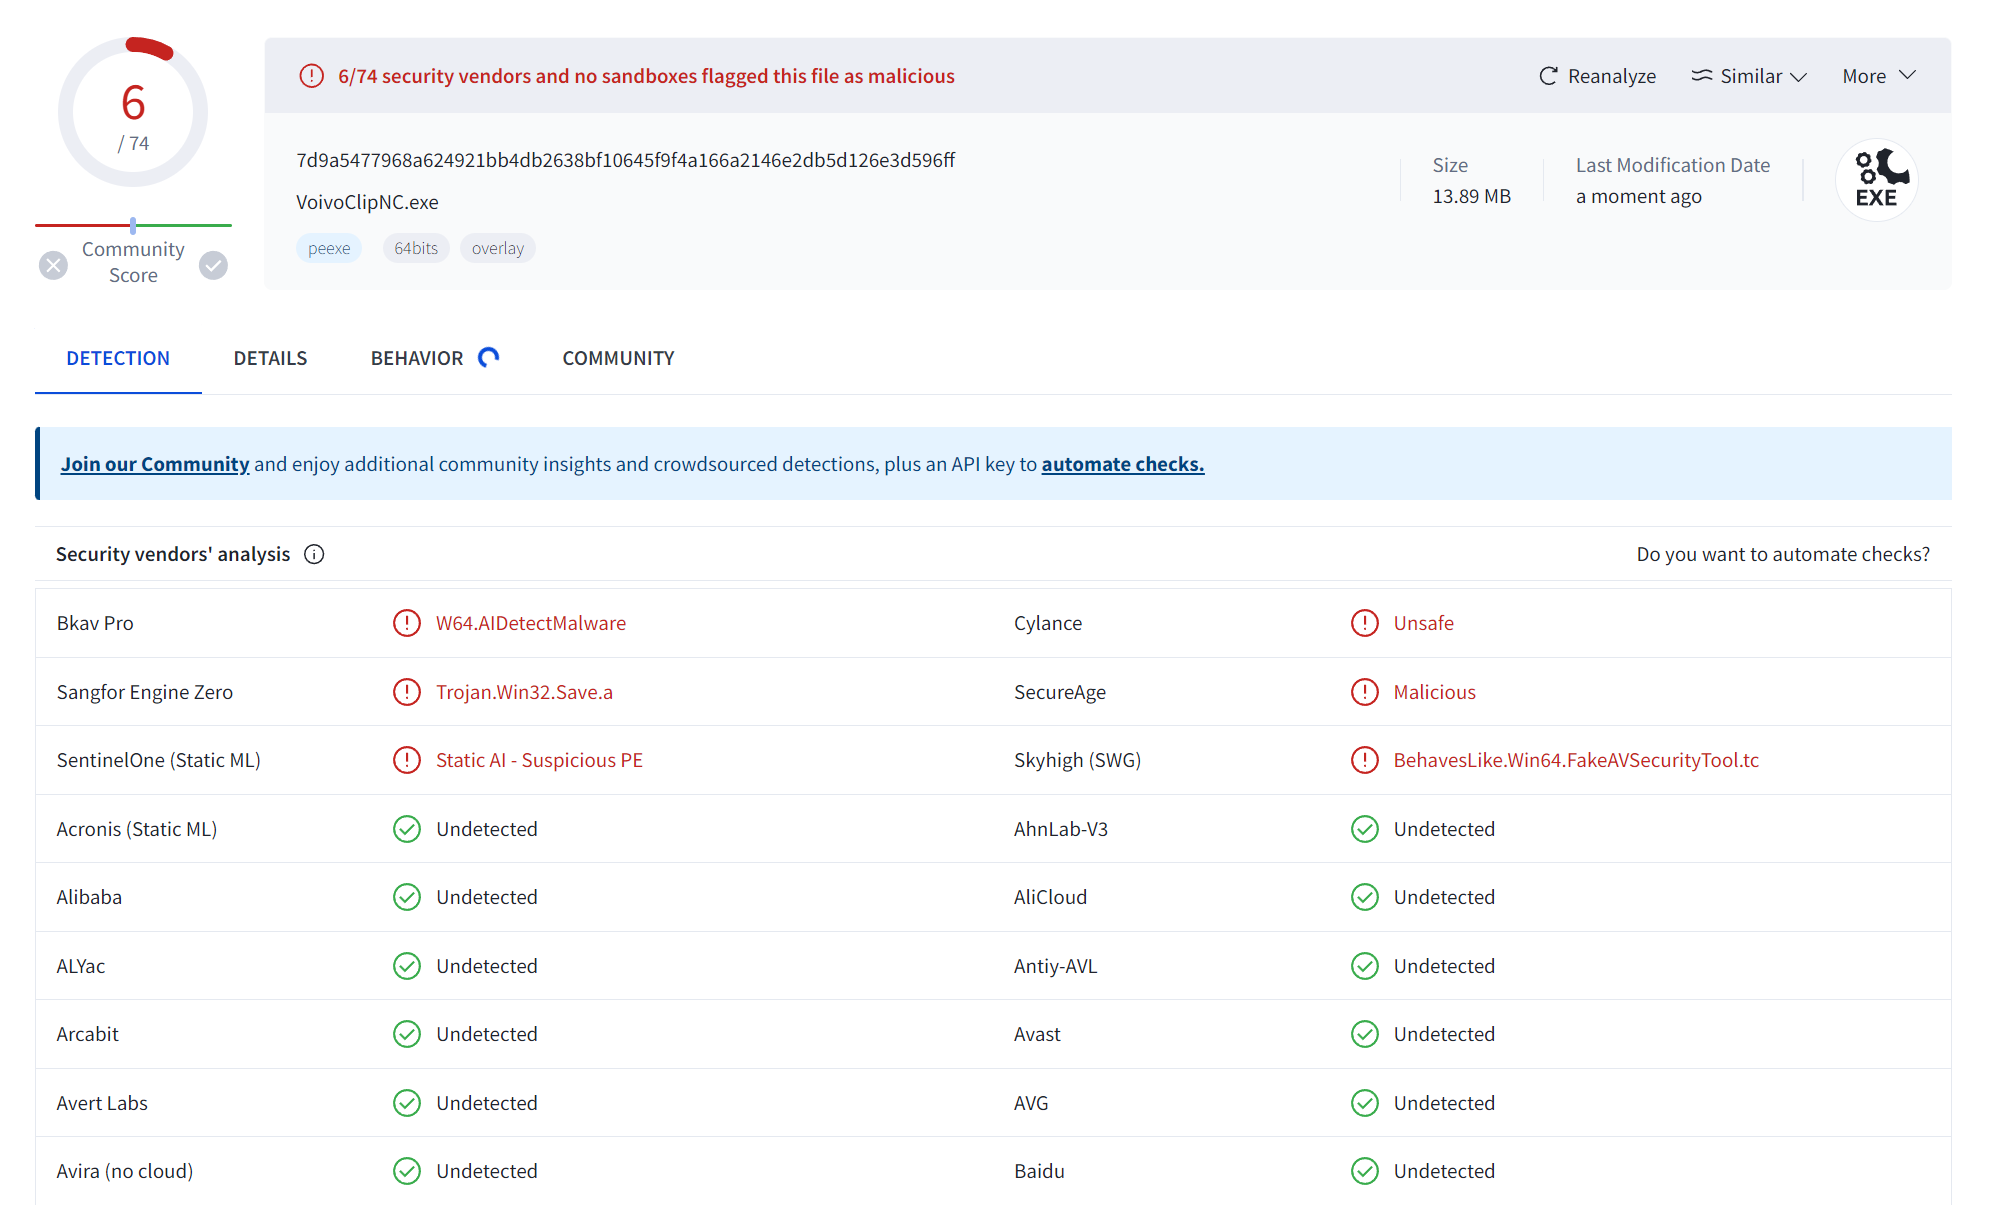 6
/ 74
Community
Score
6/74 security vendors and no sandboxes flagged this file as malicious
Reanalyze Similar More
7d9a5477968a624921bb4db2638bf10645f9f4a166a2146e2db5d126e3d596ff
VoivoClipNC.exe
peexe 64bits overlay
Size
13.89 MB
Last Modification Date
a moment ago
EXE
DETECTION DETAILS BEHAVIOR COMMUNITY
Join our Community and enjoy additional community insights and crowdsourced detections, plus an API key to automate checks.
Security vendors' analysis Do you want to automate checks?
Bkav Pro W64.AIDetectMalware Cylance Unsafe
Sangfor Engine Zero Trojan.Win32.Save.a SecureAge Malicious
SentinelOne (Static ML) Static AI - Suspicious PE Skyhigh (SWG) BehavesLike.Win64.FakeAVSecurityTool.tc
Acronis (Static ML) Undetected AhnLab-V3 Undetected
Alibaba Undetected AliCloud Undetected
ALYac Undetected Antiy-AVL Undetected
Arcabit Undetected Avast Undetected
Avert Labs Undetected AVG Undetected
Avira (no cloud) Undetected Baidu Undetected